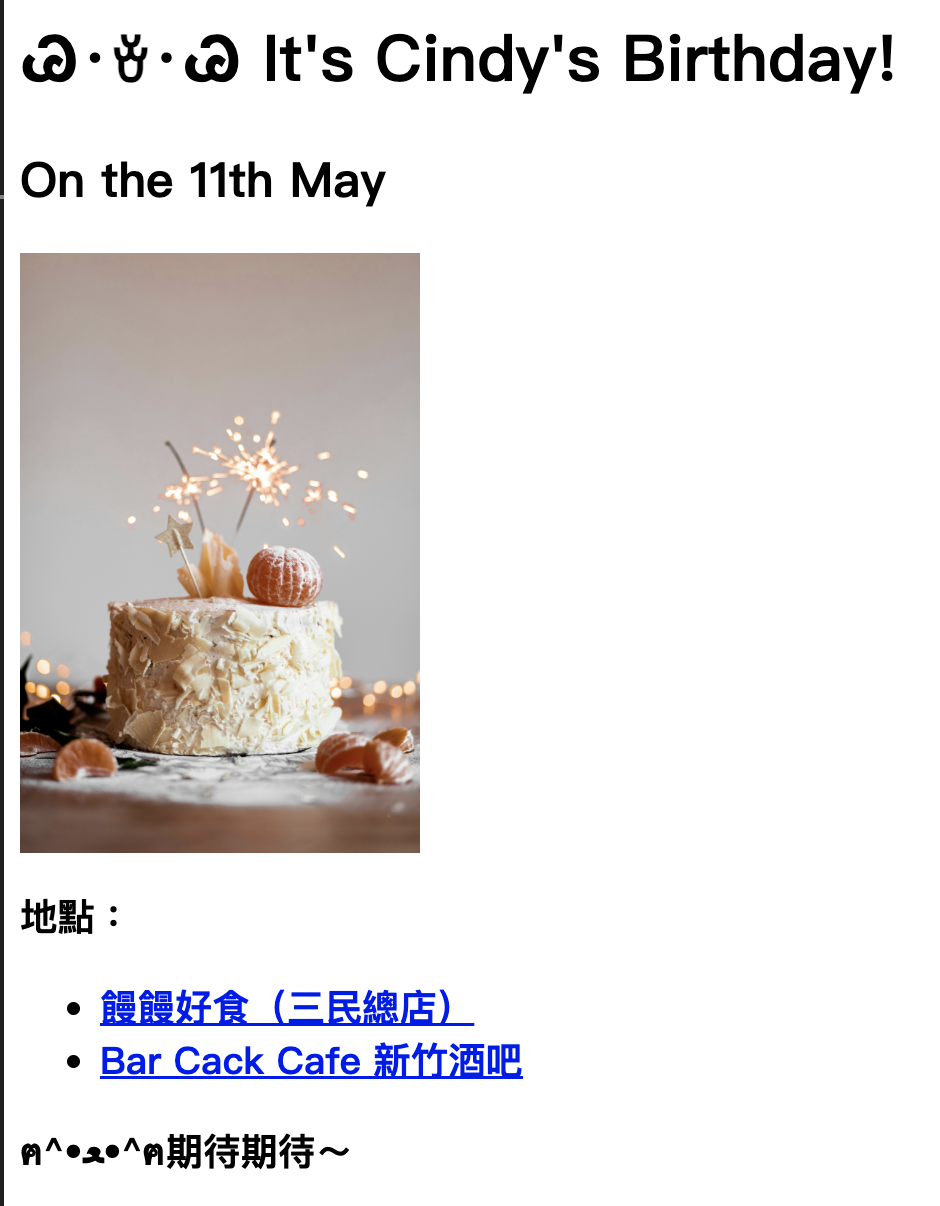 ᘏ·ꈊ·ᘏ It's Cindy's Birthday!
On the 11th May
地點：
饅饅好食（三民總店）
Bar Cack Cafe 新竹酒吧
ฅ^•ﻌ•^ฅ期待期待～